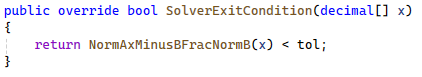 public override bool SolverExitCondition(decimal[] x)
{
    return NormAxMinusBFracNormB(x) < tol;
}